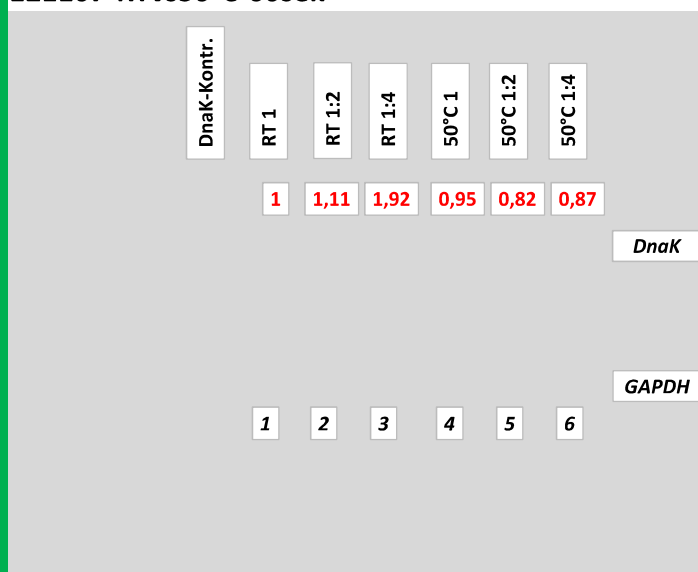 DnaK-Kontr.
RT 1
RT 1:2
RT 1:4
50°C 1
50°C 1:2
50°C 1:4
1
1,11
1,92
0,95
0,82
0,87
DnaK
GAPDH
1
2
3
4
5
6